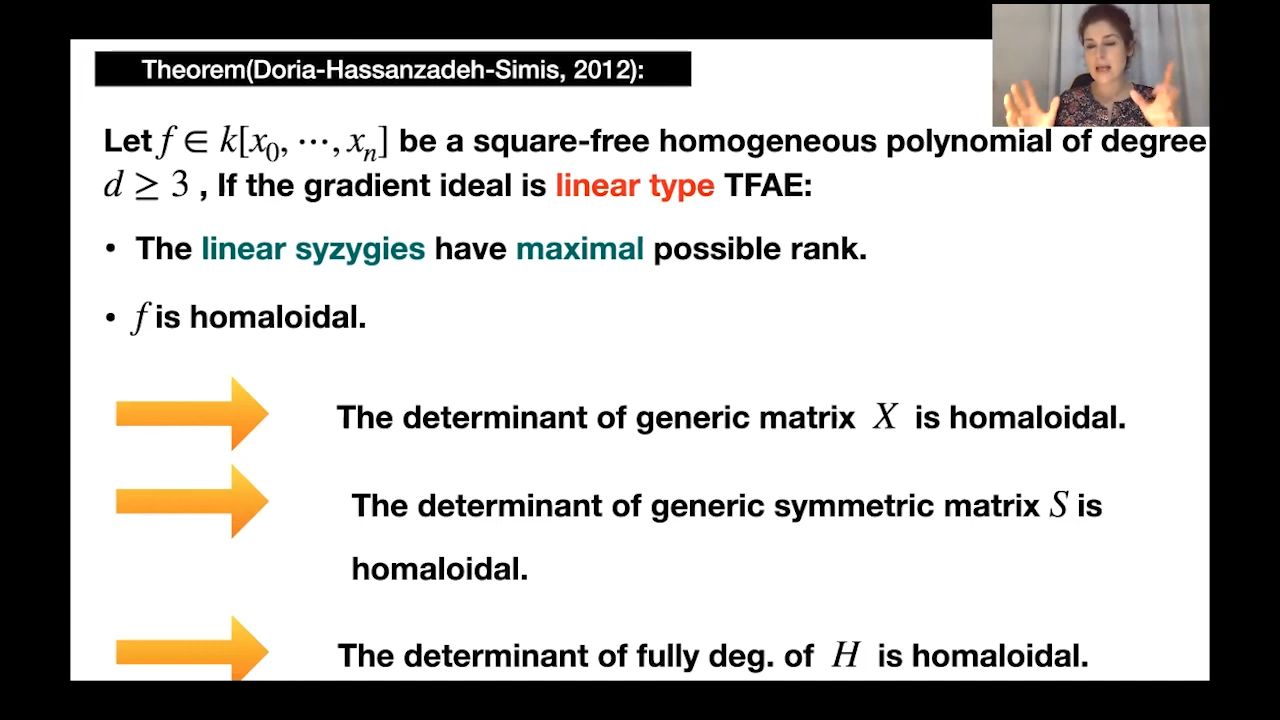 Theorem(Doria-Hassanzadeh-Simis, 2012):
Let f ∈ k[x₀, ⋯, xₙ] be a square-free homogeneous polynomial of degree
d ≥ 3 , If the gradient ideal is linear type TFAE:
• The linear syzygies have maximal possible rank.
• f is homaloidal.
The determinant of generic matrix X is homaloidal.
The determinant of generic symmetric matrix S is
homaloidal.
The determinant of fully deg. of H is homaloidal.